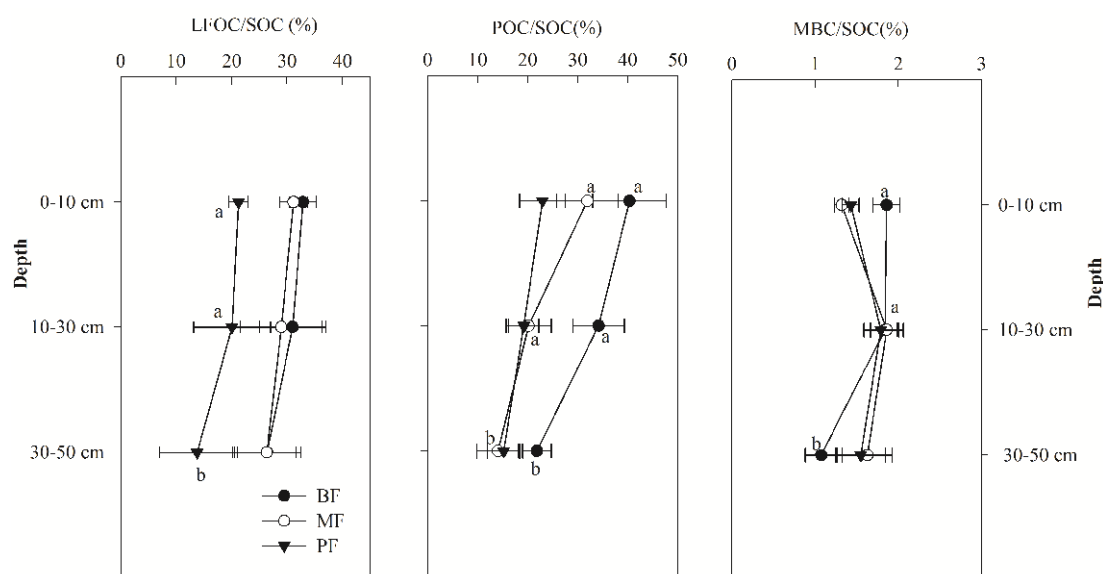 LFOC/SOC (%)
POC/SOC(%)
MBC/SOC(%)
0 10 20 30 40
0 10 20 30 40 50
0 1 2 3
Depth
0-10 cm
10-30 cm
30-50 cm
a
a
b
BF
MF
PF
a
a
a
a
b
b
a
a
b
0-10 cm
10-30 cm
30-50 cm
Depth